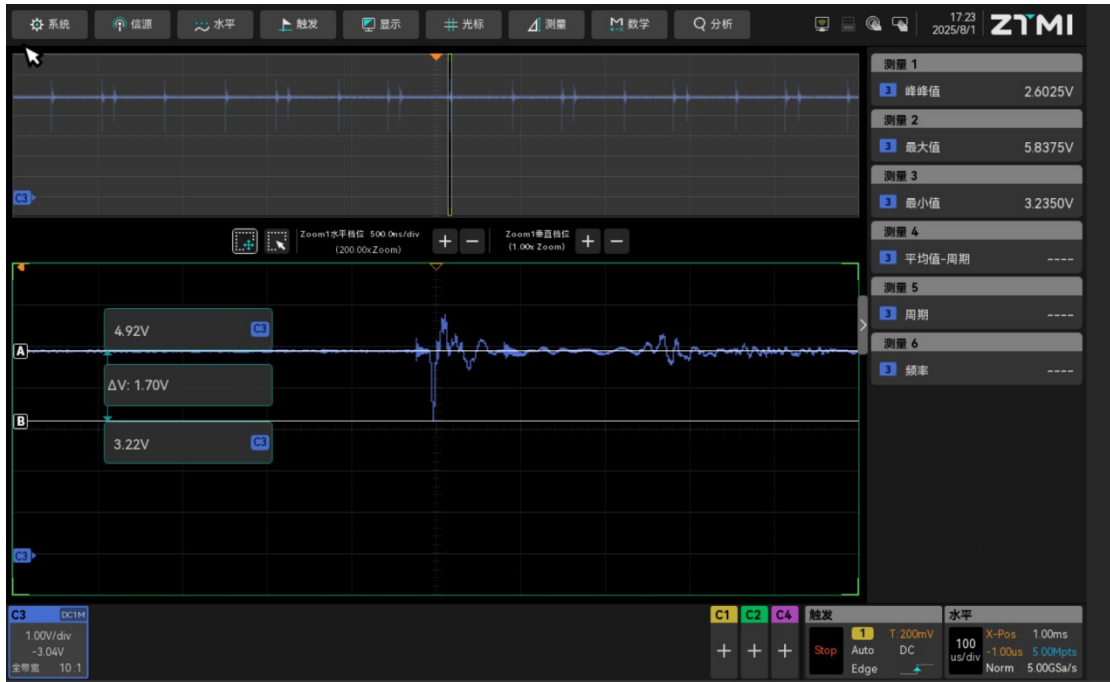 系统 信源 水平 触发 显示 光标 测量 数学 分析 17:23 2025/8/1 ZTMI
测量 1
3 峰峰值 2.6025V
测量 2
3 最大值 5.8375V
测量 3
3 最小值 3.2350V
测量 4
3 平均值-周期 ----
测量 5
3 周期 ----
测量 6
3 频率 ----
C3
Zoom1水平档位 500.0ns/div
(200.00xZoom)
+ −
Zoom1垂直档位
(1.00x Zoom)
+ −
4.92V C3
A
ΔV: 1.70V
B
3.22V C3
C3
C3 DC1M
1.00V/div
-3.04V
全带宽 10:1
C1 C2 C4
+ + +
触发
Stop 1 T:200mV
Auto DC
Edge
水平
100 us/div
X-Pos 1.00ms
-1.00us 5.00Mpts
Norm 5.00GSa/s